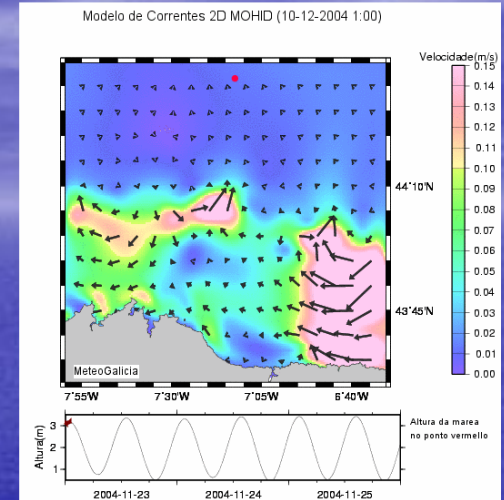 Modelo de Correntes 2D MOHID (10-12-2004 1:00)
Velocidade(m/s)
0.15
0.14
0.13
0.12
0.11
0.10
0.09
0.08
0.07
0.06
0.05
0.04
0.03
0.02
0.01
0.00
44°10'N
43°45'N
MeteoGalicia
7°55'W 7°30'W 7°05'W 6°40'W
Altura(m)
3
2
1
Altura da marea
no ponto vermello
2004-11-23 2004-11-24 2004-11-25